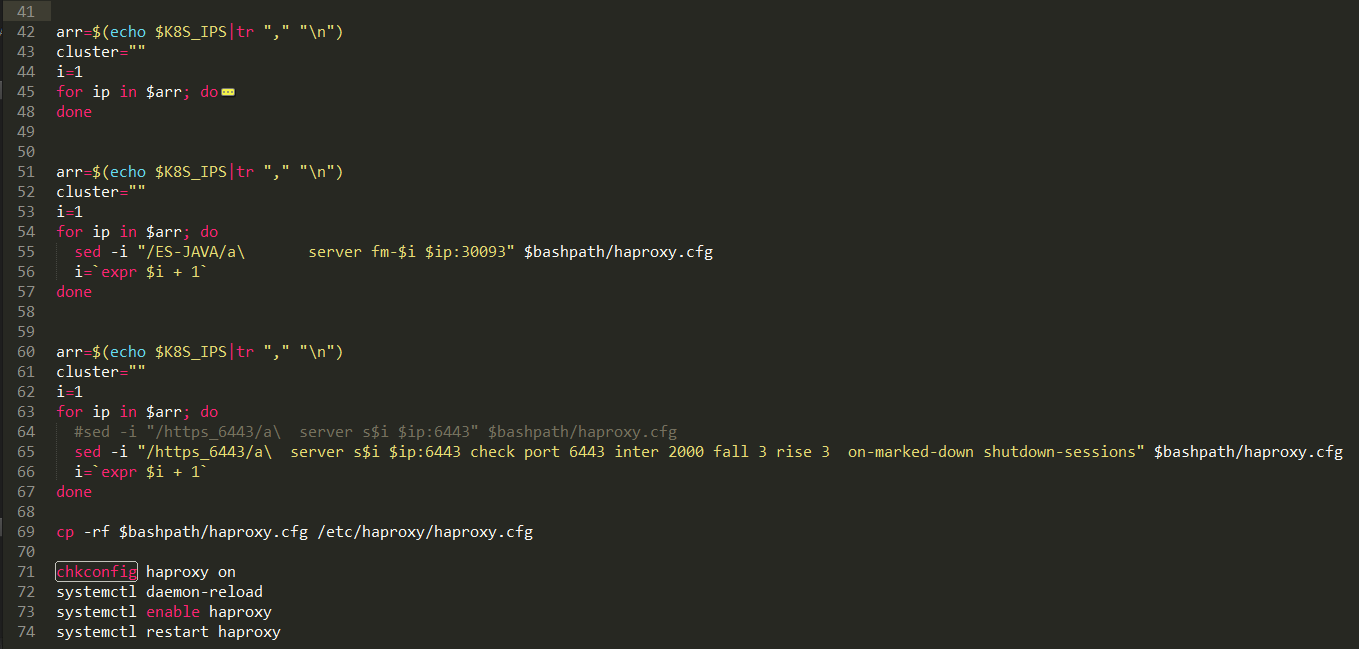 41
42 arr=$(echo $K8S_IPS|tr "," "\n")
43 cluster=""
44 i=1
45 for ip in $arr; do
48 done
49
50
51 arr=$(echo $K8S_IPS|tr "," "\n")
52 cluster=""
53 i=1
54 for ip in $arr; do
55   sed -i "/ES-JAVA/a\       server fm-$i $ip:30093" $bashpath/haproxy.cfg
56   i=`expr $i + 1`
57 done
58
59
60 arr=$(echo $K8S_IPS|tr "," "\n")
61 cluster=""
62 i=1
63 for ip in $arr; do
64   #sed -i "/https_6443/a\  server s$i $ip:6443" $bashpath/haproxy.cfg
65   sed -i "/https_6443/a\  server s$i $ip:6443 check port 6443 inter 2000 fall 3 rise 3  on-marked-down shutdown-sessions" $bashpath/haproxy.cfg
66   i=`expr $i + 1`
67 done
68
69 cp -rf $bashpath/haproxy.cfg /etc/haproxy/haproxy.cfg
70
71 chkconfig haproxy on
72 systemctl daemon-reload
73 systemctl enable haproxy
74 systemctl restart haproxy